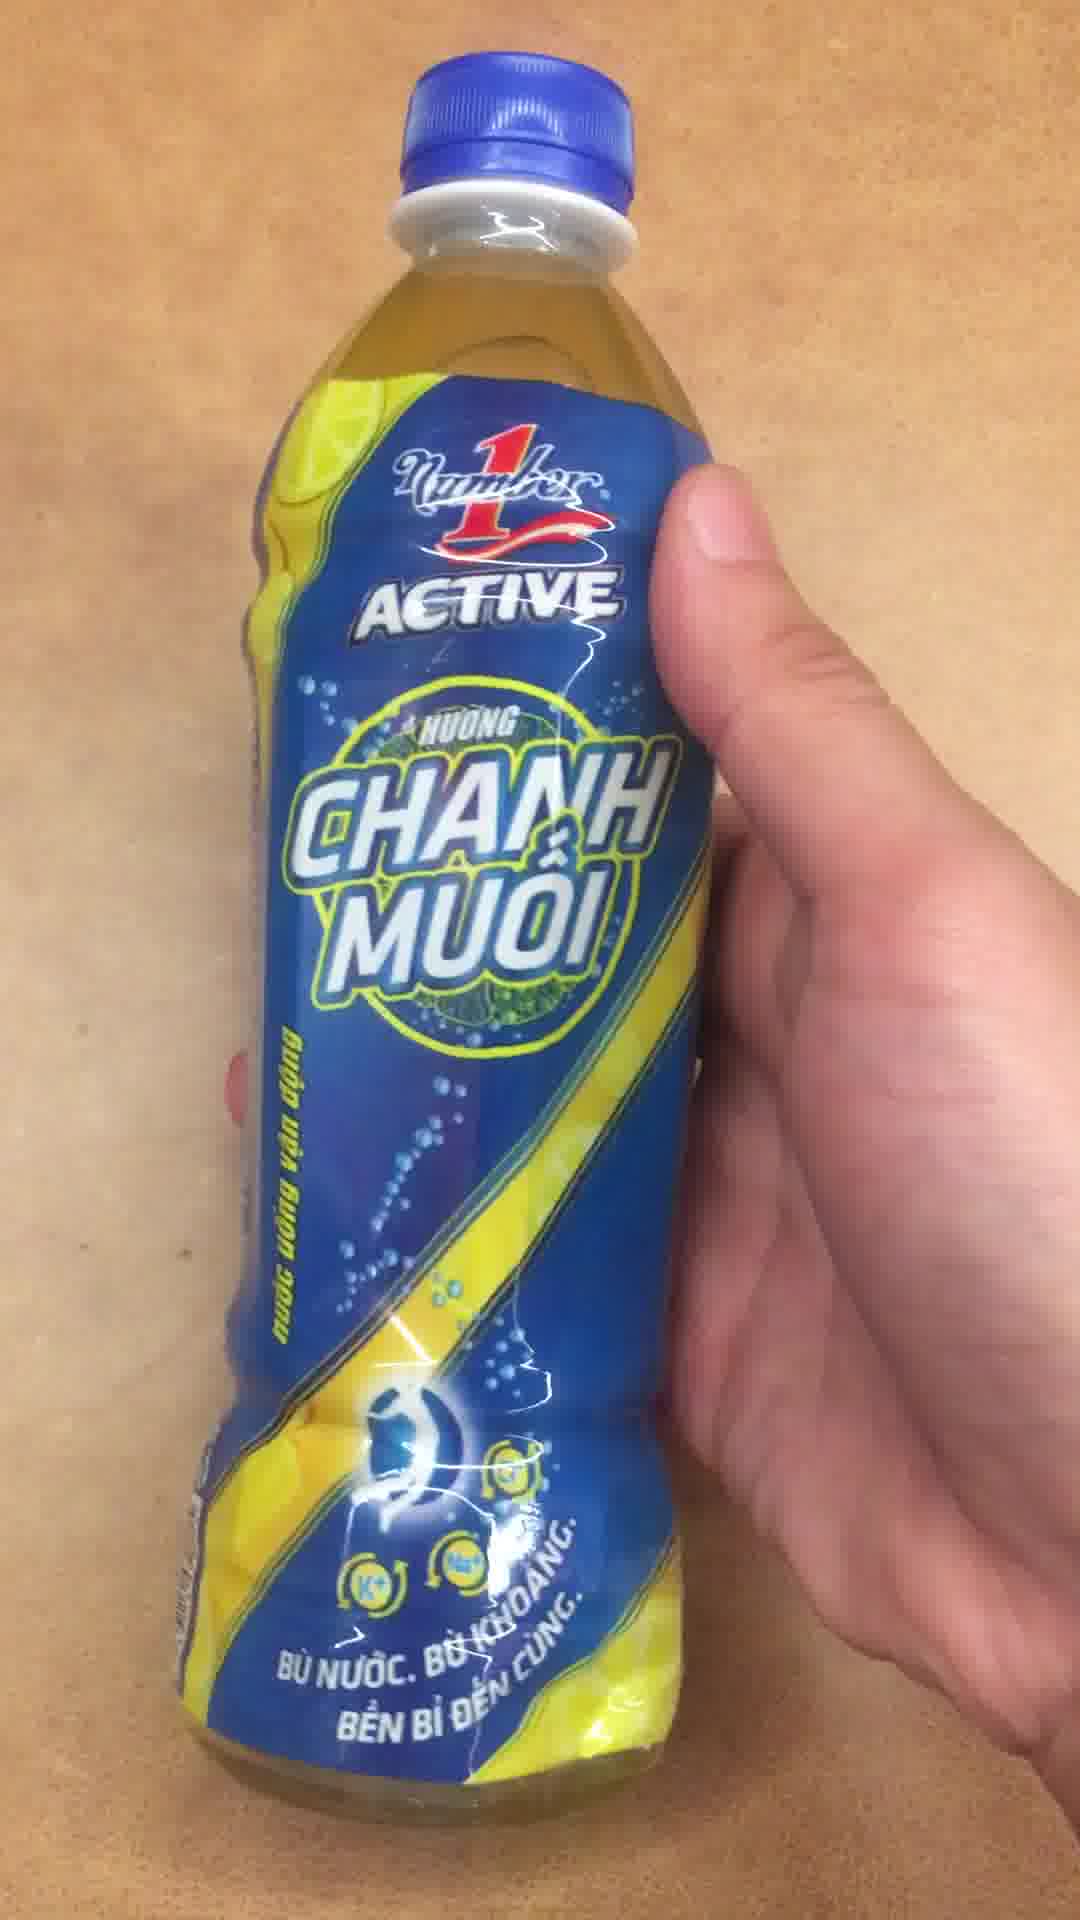 Number 1
ACTIVE
HƯƠNG
CHANH
MUỐI
nước uống vận động
K+
Na+
BÙ NƯỚC. BÙ KHOÁNG.
BỀN BỈ ĐẾN CÙNG.